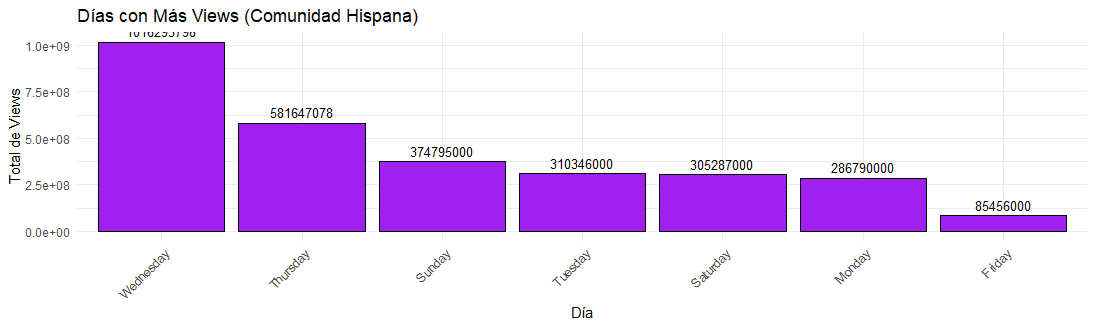 Días con Más Views (Comunidad Hispana)
Total de Views
1.0e+09
7.5e+08
5.0e+08
2.5e+08
0.0e+00
1016295798
581647078
374795000
310346000
305287000
286790000
85456000
Wednesday
Thursday
Sunday
Tuesday
Saturday
Monday
Friday
Día